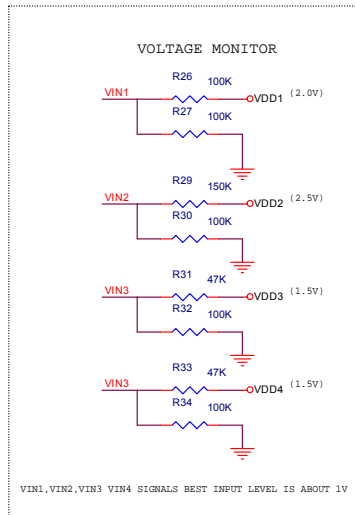 VOLTAGE MONITOR
R26 100K
VIN1 VDD1 (2.0V)
R27 100K
R29 150K
VIN2 VDD2 (2.5V)
R30 100K
R31 47K
VIN3 VDD3 (1.5V)
R32 100K
R33 47K
VIN3 VDD4 (1.5V)
R34 100K
VIN1,VIN2,VIN3 VIN4 SIGNALS BEST INPUT LEVEL IS ABOUT 1V